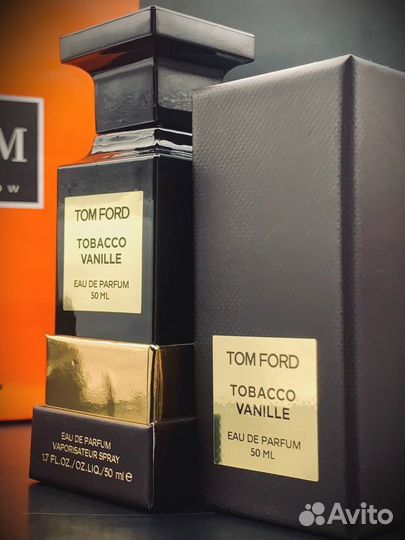 M
ow
TOM FORD
TOBACCO
VANILLE
EAU DE PARFUM
50 ML
EAU DE PARFUM
VAPORISATEUR SPRAY
1.7 FL.OZ./OZ.LIQ./50 ml e
TOM FORD
TOBACCO
VANILLE
EAU DE PARFUM
50 ML
Avito